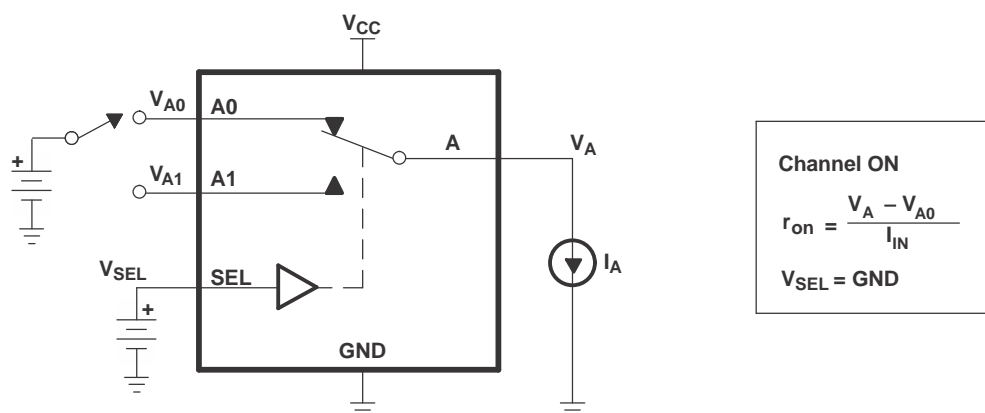 VCC
VA0
A0
A
VA
VA1
A1
VSEL
SEL
IA
+
+
GND
Channel ON
ron = VA – VA0
IIN
VSEL = GND